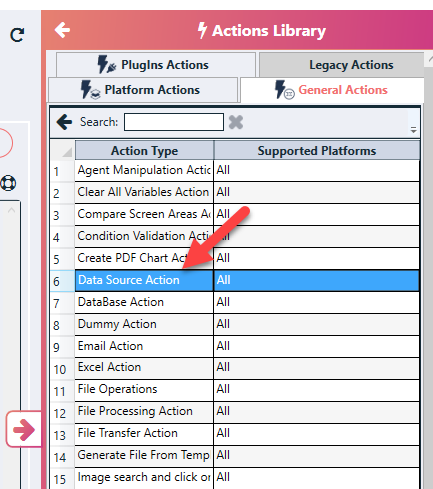 Actions Library
PlugIns Actions Legacy Actions
Platform Actions General Actions
Search:
Action Type Supported Platforms
1 Agent Manipulation Actic All
2 Clear All Variables Action All
3 Compare Screen Areas A All
4 Condition Validation Acti All
5 Create PDF Chart Act All
6 Data Source Action All
7 DataBase Action All
8 Dummy Action All
9 Email Action All
10 Excel Action All
11 File Operations All
12 File Processing Action All
13 File Transfer Action All
14 Generate File From Temp All
15 Image search and click or All